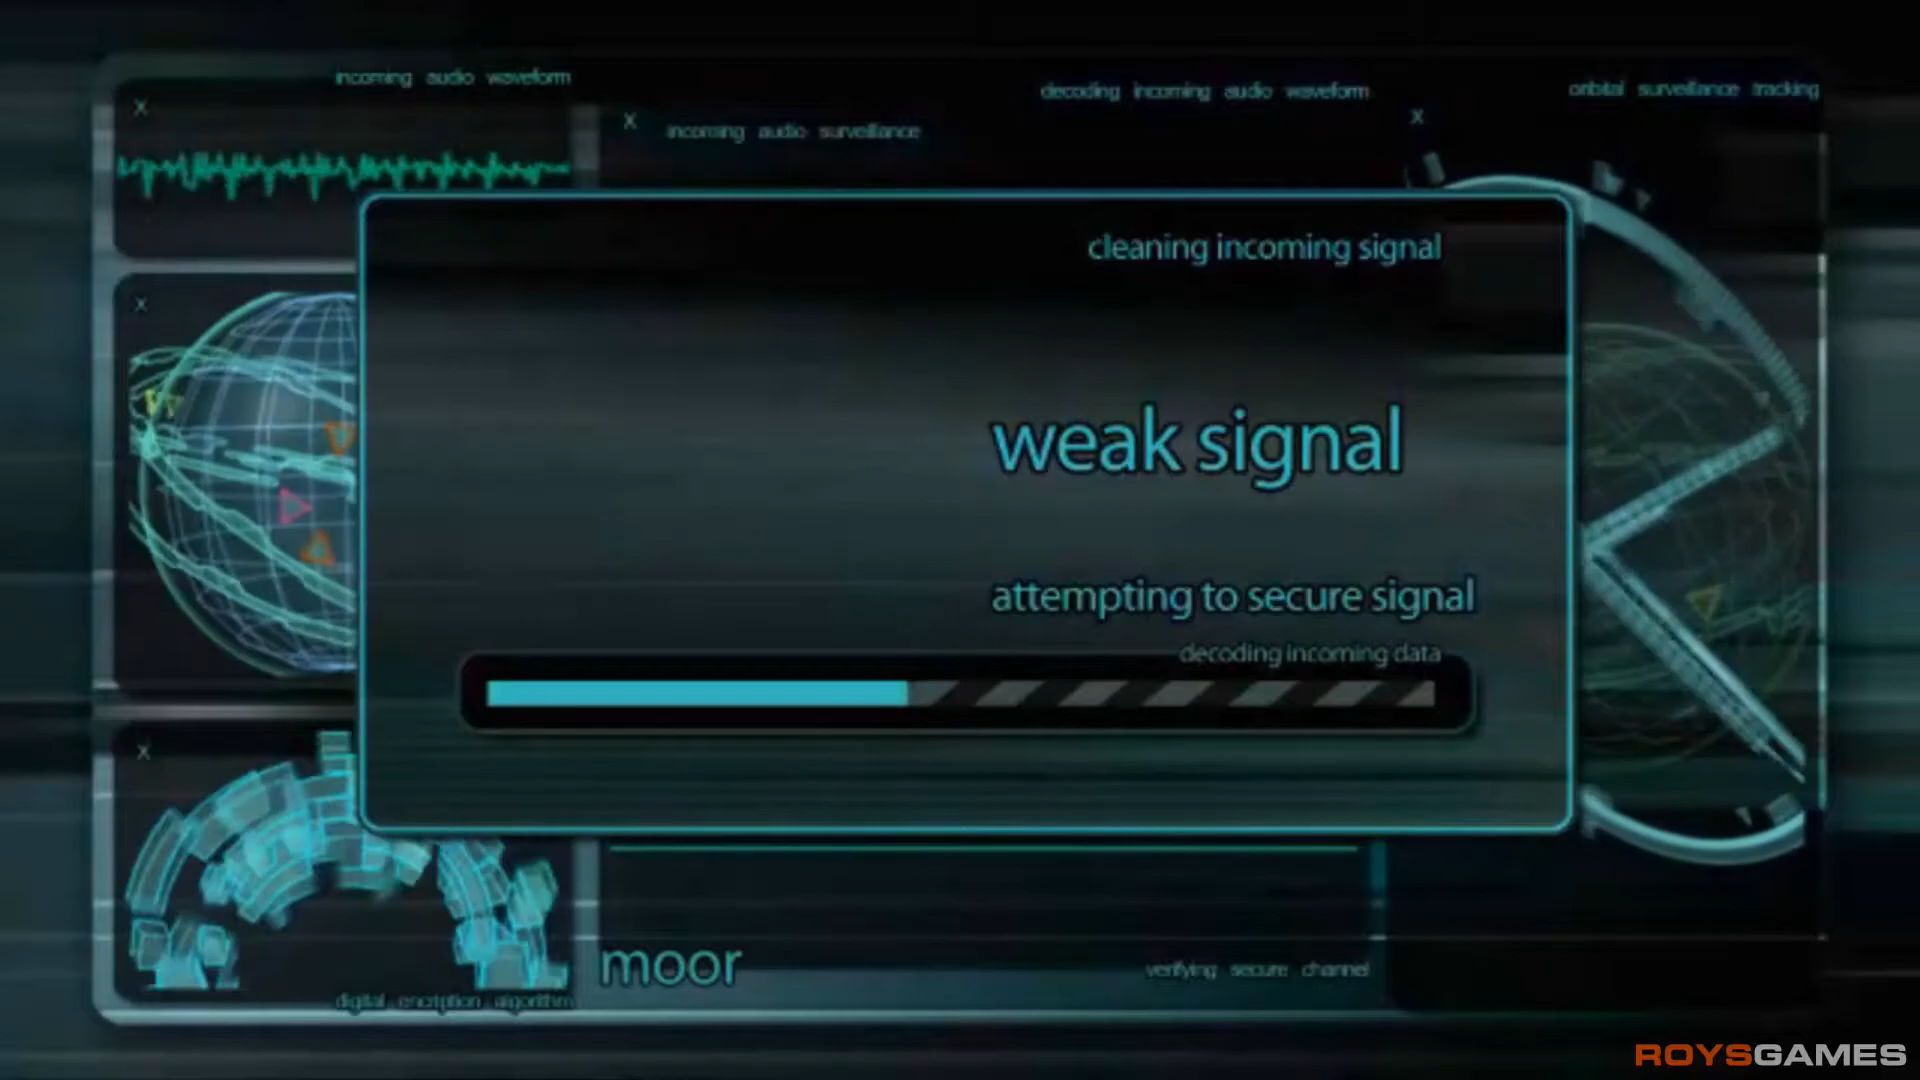 incoming audio waveform
X
decoding incoming audio waveform
orbital surveillance tracking
X
X
incoming audio surveillance
cleaning incoming signal
X
weak signal
attempting to secure signal
decoding incoming data
X
moor
verifying secure channel
digital encription algorithm
ROYSGAMES